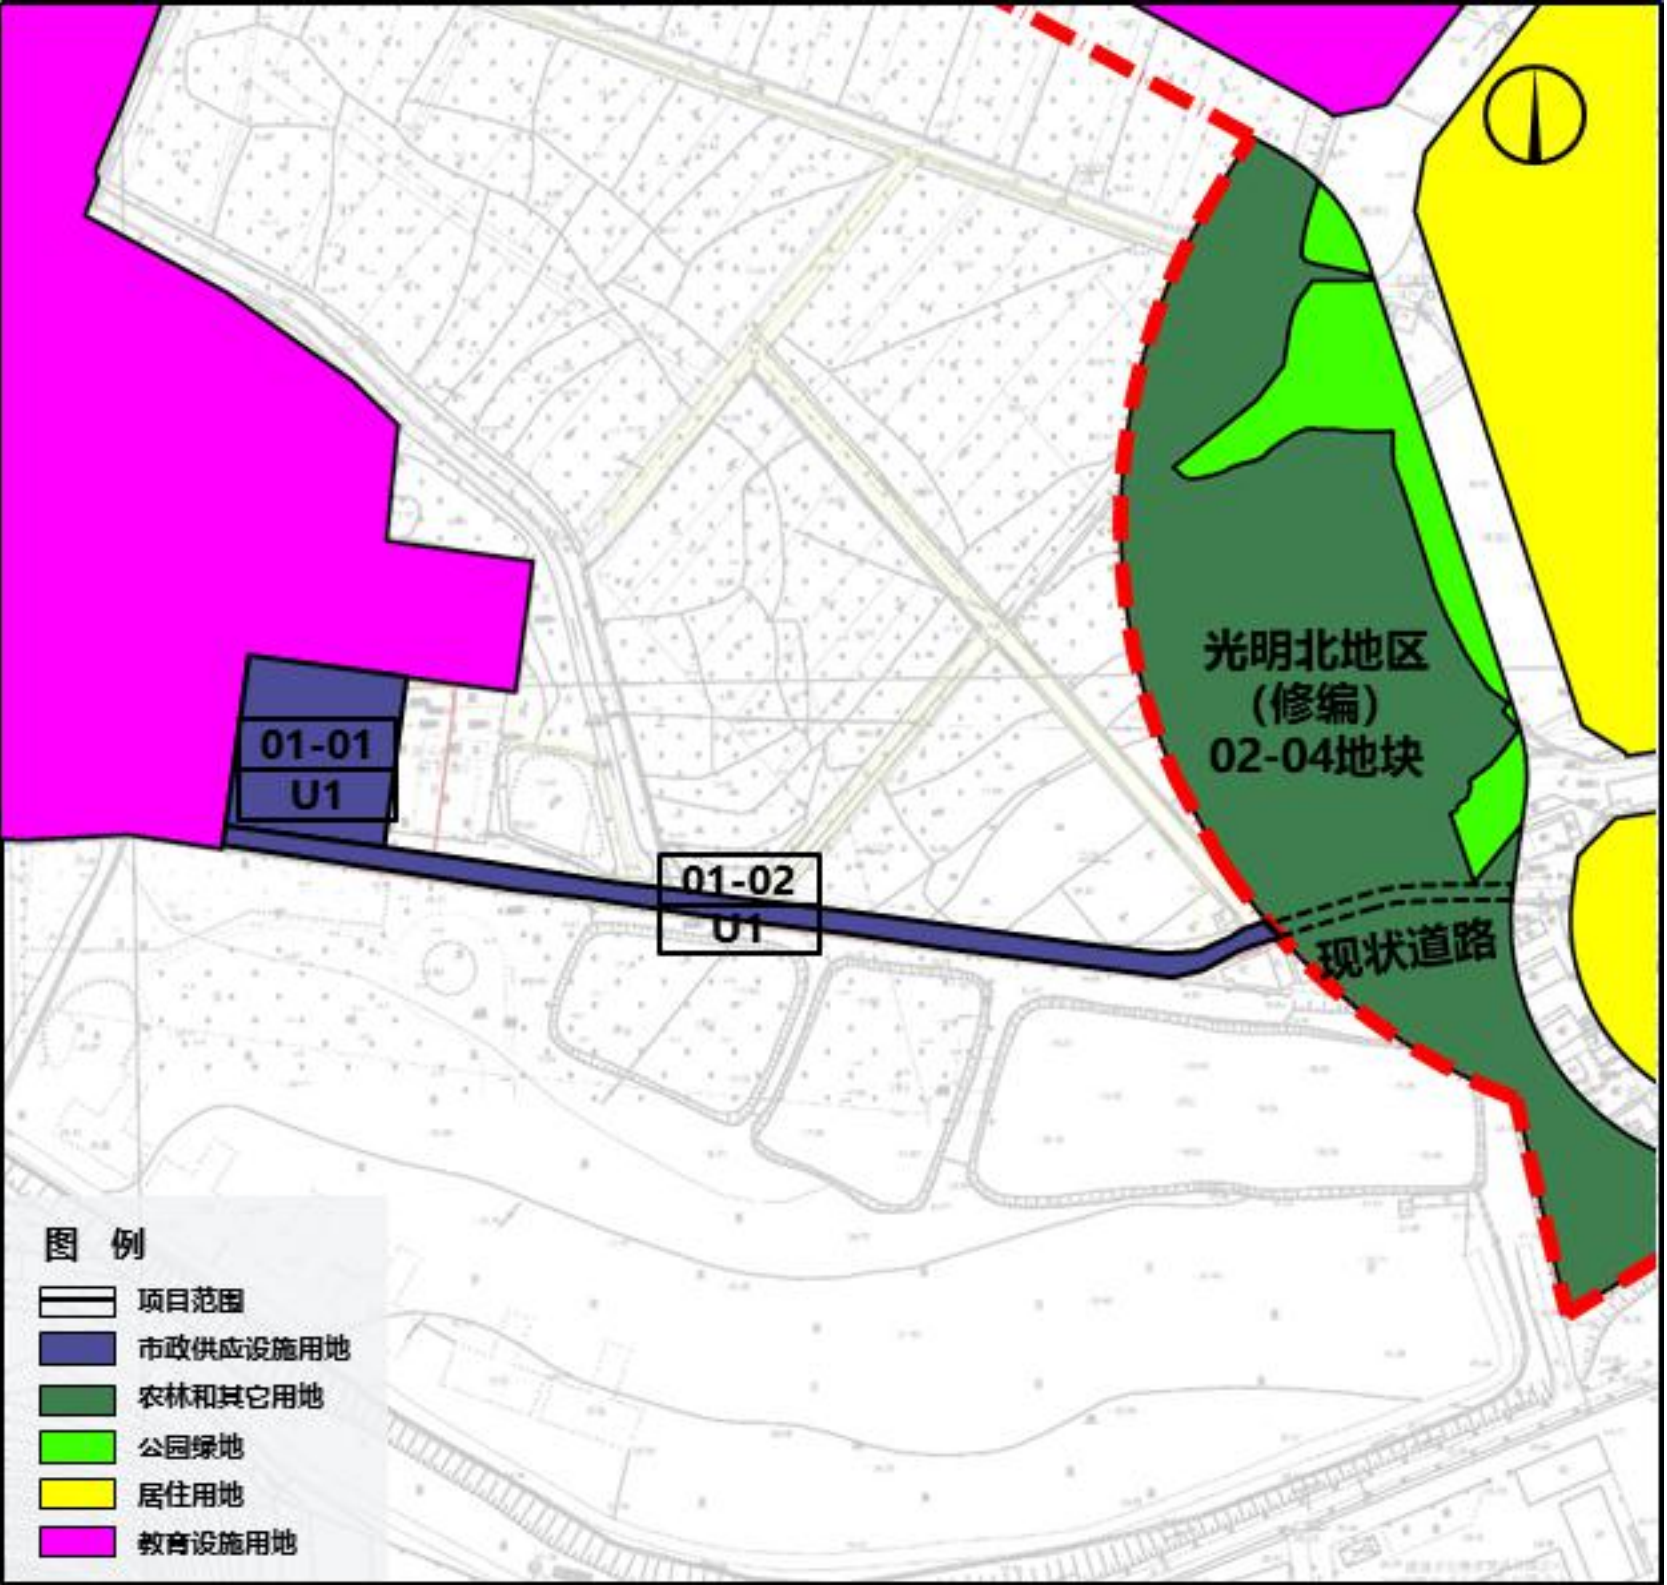 光明北地区
（修编）
02-04地块
01-01
U1
01-02
U1
现状道路
图 例
项目范围
市政供应设施用地
农林和其它用地
公园绿地
居住用地
教育设施用地